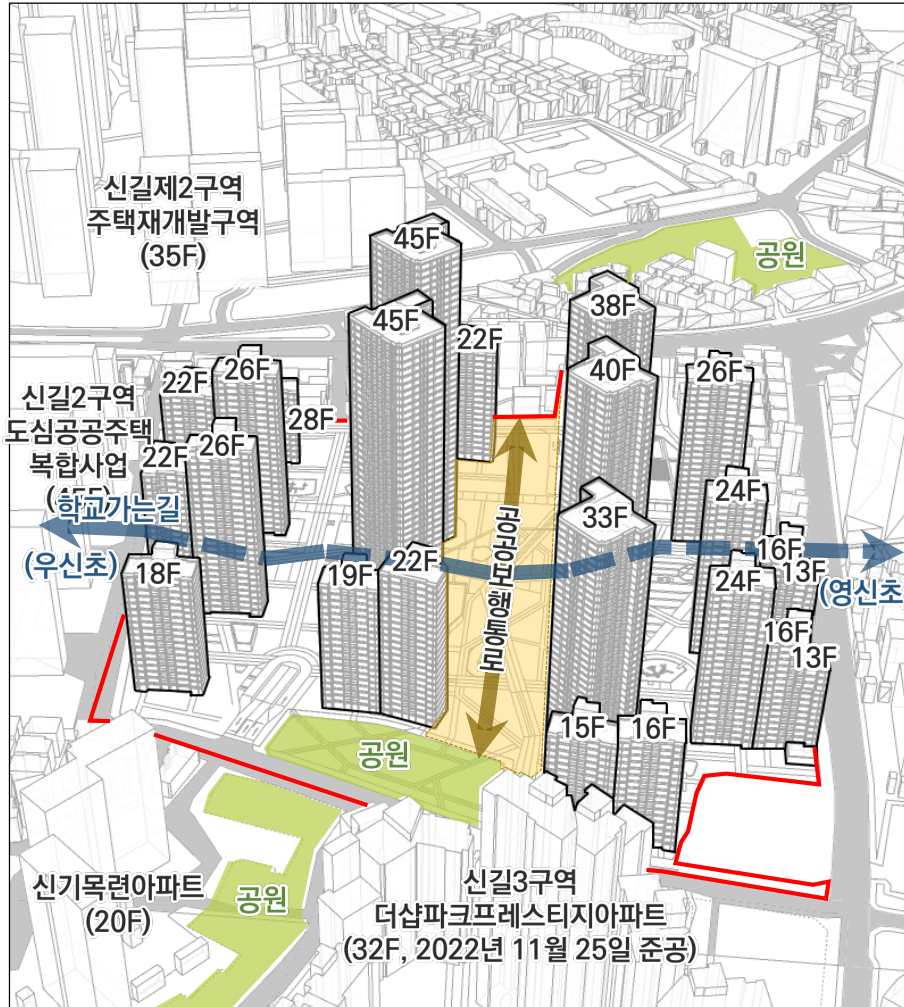 신길제2구역
주택재개발구역
(35F)
45F
공원
45F
38F
22F
40F
26F
26F
22F
28F
신길2구역
도심공공주택
복합사업
26F
22F
학교가는길
(우신초)
공공보행통로
33F
24F
16F
13F
(영신초)
18F
19F
22F
24F
16F
13F
15F
16F
공원
신기목련아파트
(20F)
공원
신길3구역
더샵파크프레스티지아파트
(32F, 2022년 11월 25일 준공)